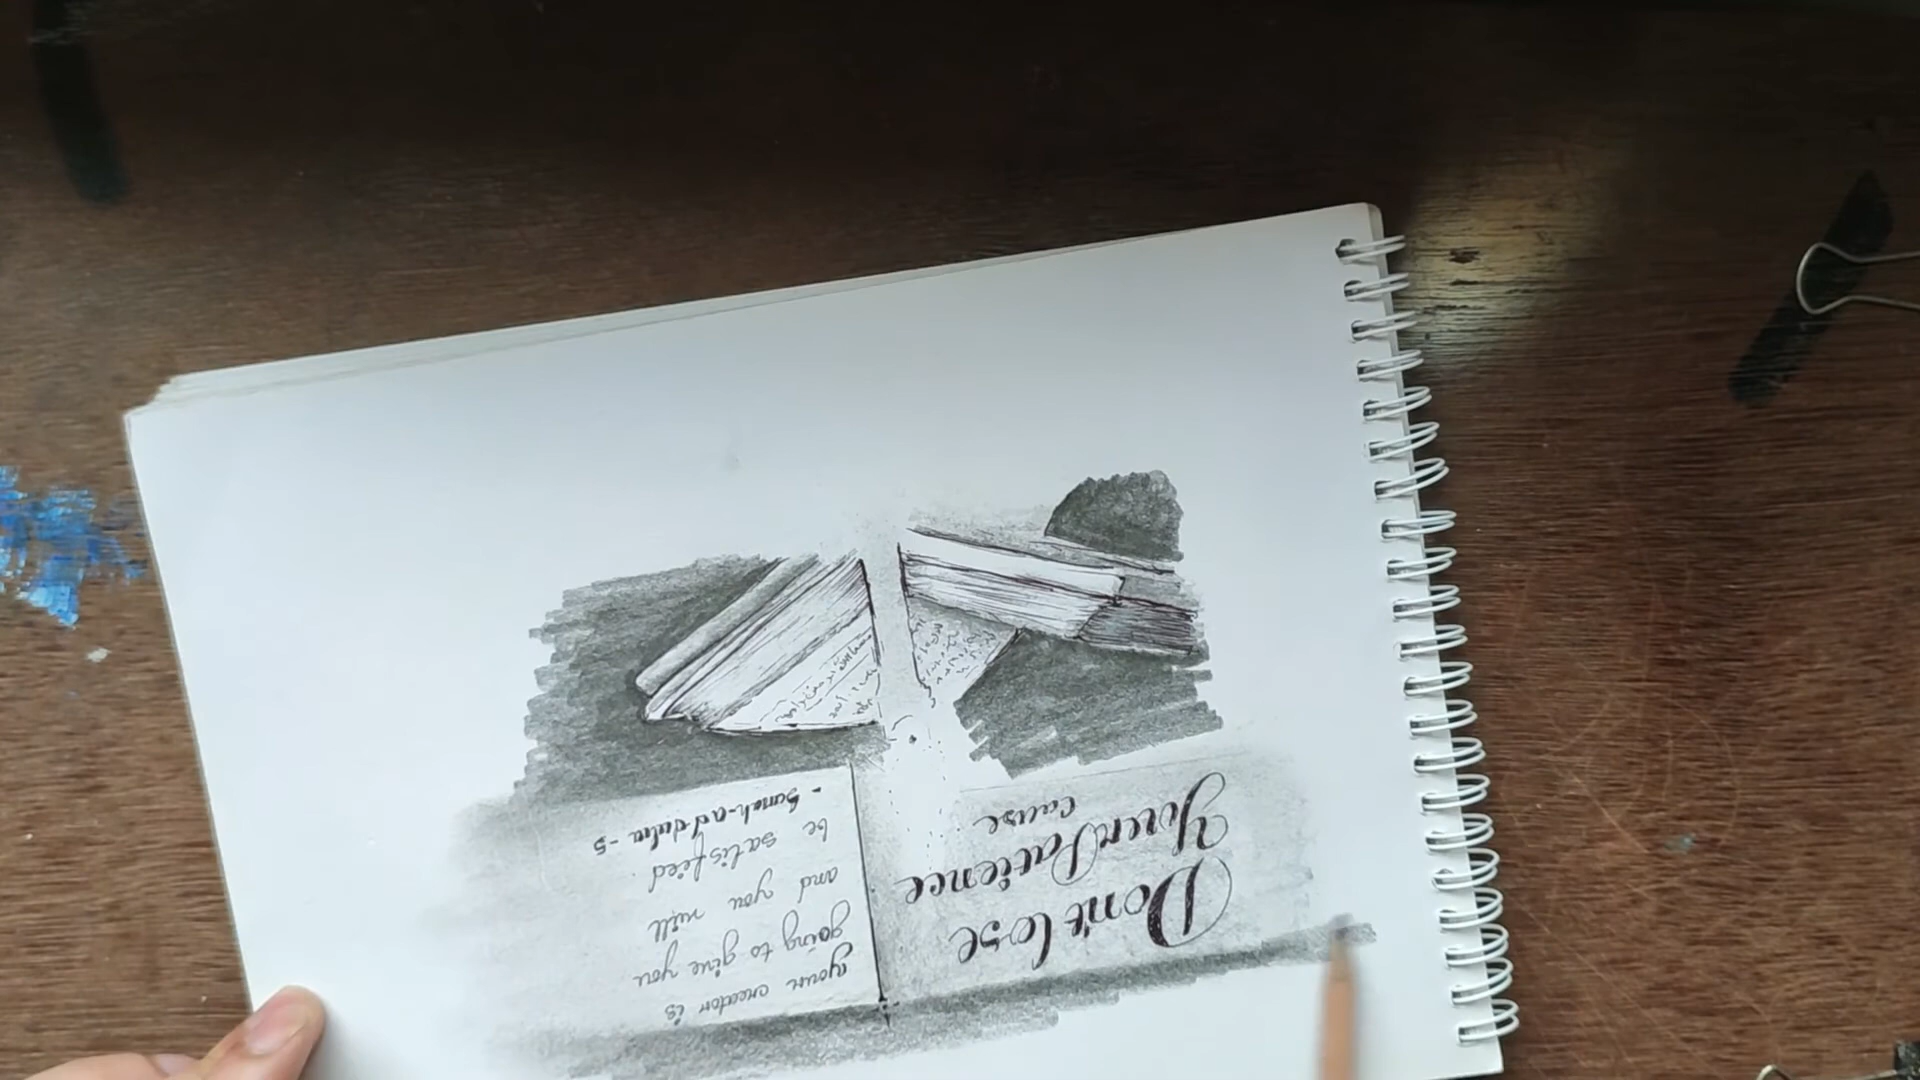 Don't lose
Your Patience
Cause
your creator is
going to give you
and you will
be satisfied.
- Surah-ad duha -5